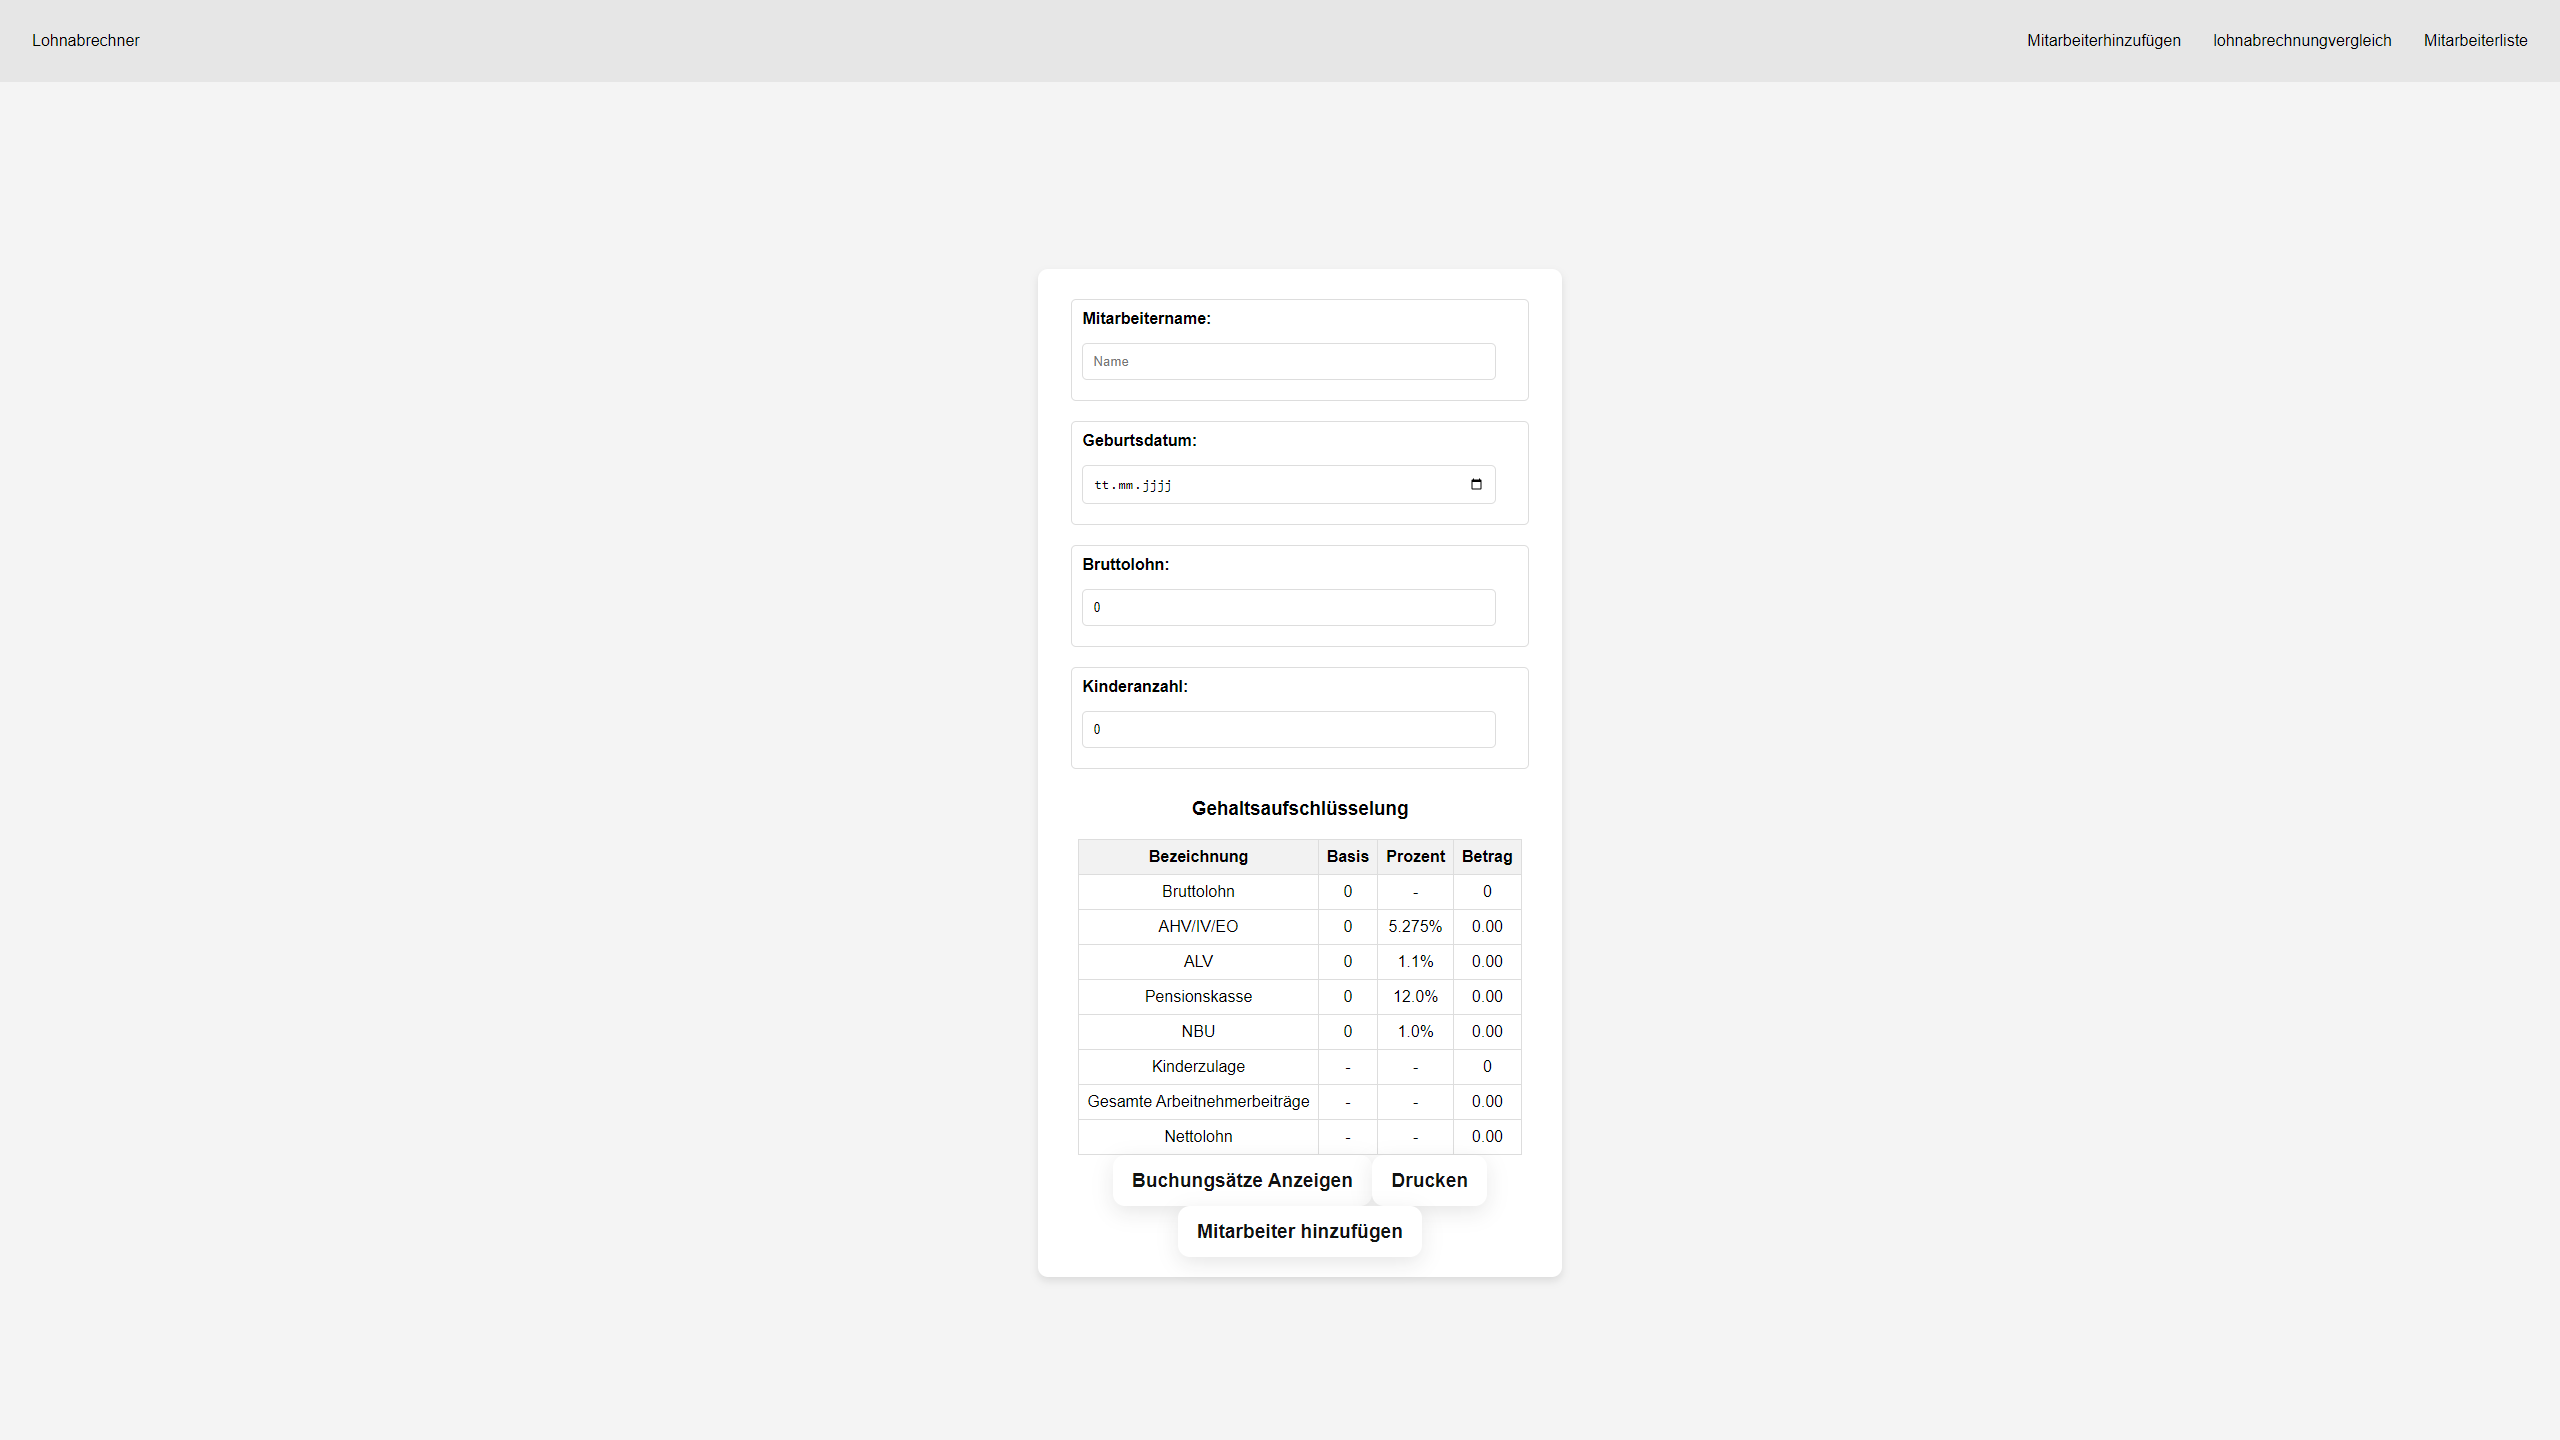 Lohnabrechner Mitarbeiterhinzufügen lohnabrechnungvergleich Mitarbeiterliste
Mitarbeitername:
Name
Geburtsdatum:
tt.mm.jjjj
Bruttolohn:
0
Kinderanzahl:
0
Gehaltsaufschlüsselung
Bezeichnung Basis Prozent Betrag
Bruttolohn 0 - 0
AHV/IV/EO 0 5.275% 0.00
ALV 0 1.1% 0.00
Pensionskasse 0 12.0% 0.00
NBU 0 1.0% 0.00
Kinderzulage - - 0
Gesamte Arbeitnehmerbeiträge - - 0.00
Nettolohn - - 0.00
Buchungsätze Anzeigen Drucken
Mitarbeiter hinzufügen